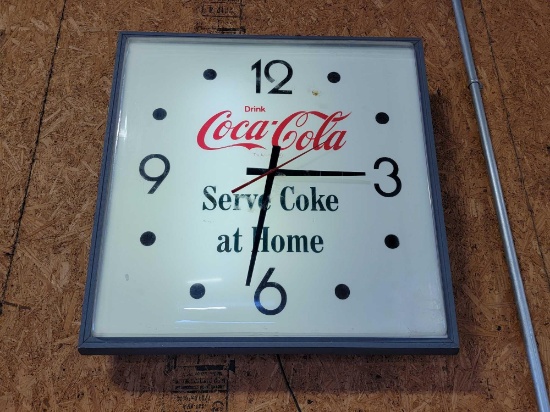 12
Drink
Coca-Cola
9
3
Serve Coke
at Home
6